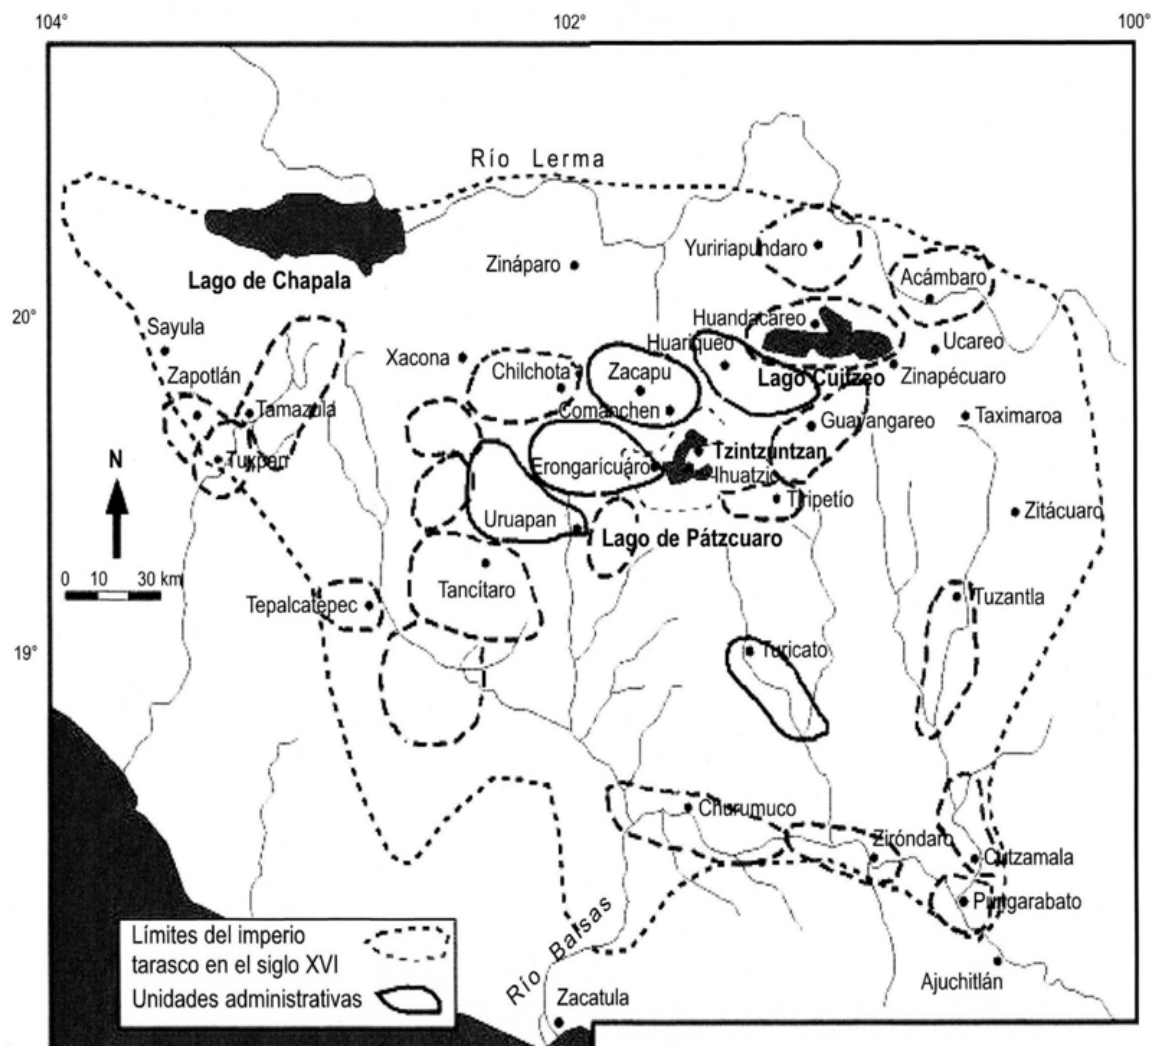 104°
102°
100°
Río Lerma
Yuririapundaro
Zináparo
Acámbaro
Lago de Chapala
20°
Huandacareo
Sayula
Huariqueo
Ucareo
Xacona
Chilchota
Zacapu
Lago Cuitzeo
Zinapécuaro
Zapotlán
Tamazula
Comanchen
Guayangareo
Taximaroa
Tuxpan
Tzintzuntzan
Erongarícuaro
Ihuatzio
N
Tiripetío
Zitácuaro
Uruapan
Lago de Pátzcuaro
0 10 30 km
Tancítaro
Tepalcatepec
Tuzantla
19°
Turicato
Churumuco
Ziróndaro
Cutzamala
Pungarabato
Límites del imperio
tarasco en el siglo XVI
Río Balsas
Ajuchitlán
Unidades administrativas
Zacatula